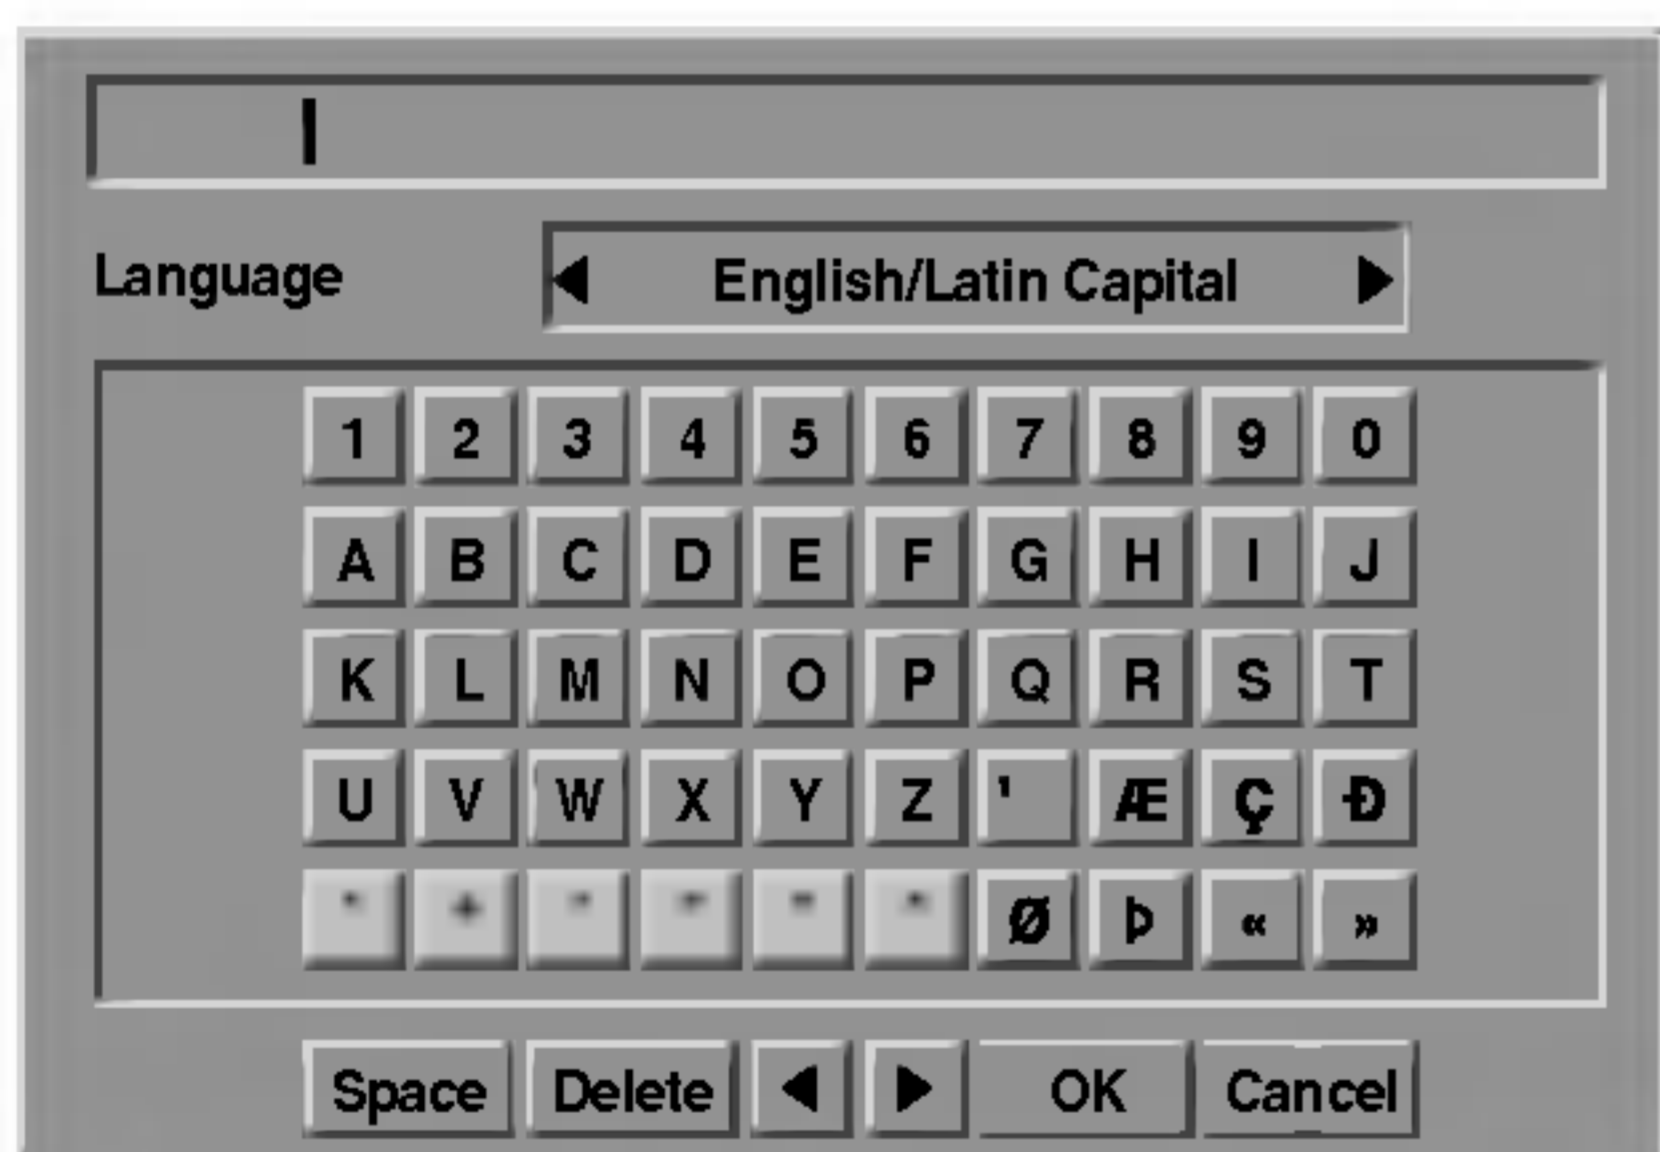 Language ◀ English/Latin Capital ▶
1 2 3 4 5 6 7 8 9 0
A B C D E F G H I J
K L M N O P Q R S T
U V W X Y Z ' Æ Ç Ð
Ø Þ « »
Space Delete ◀ ▶ OK Cancel